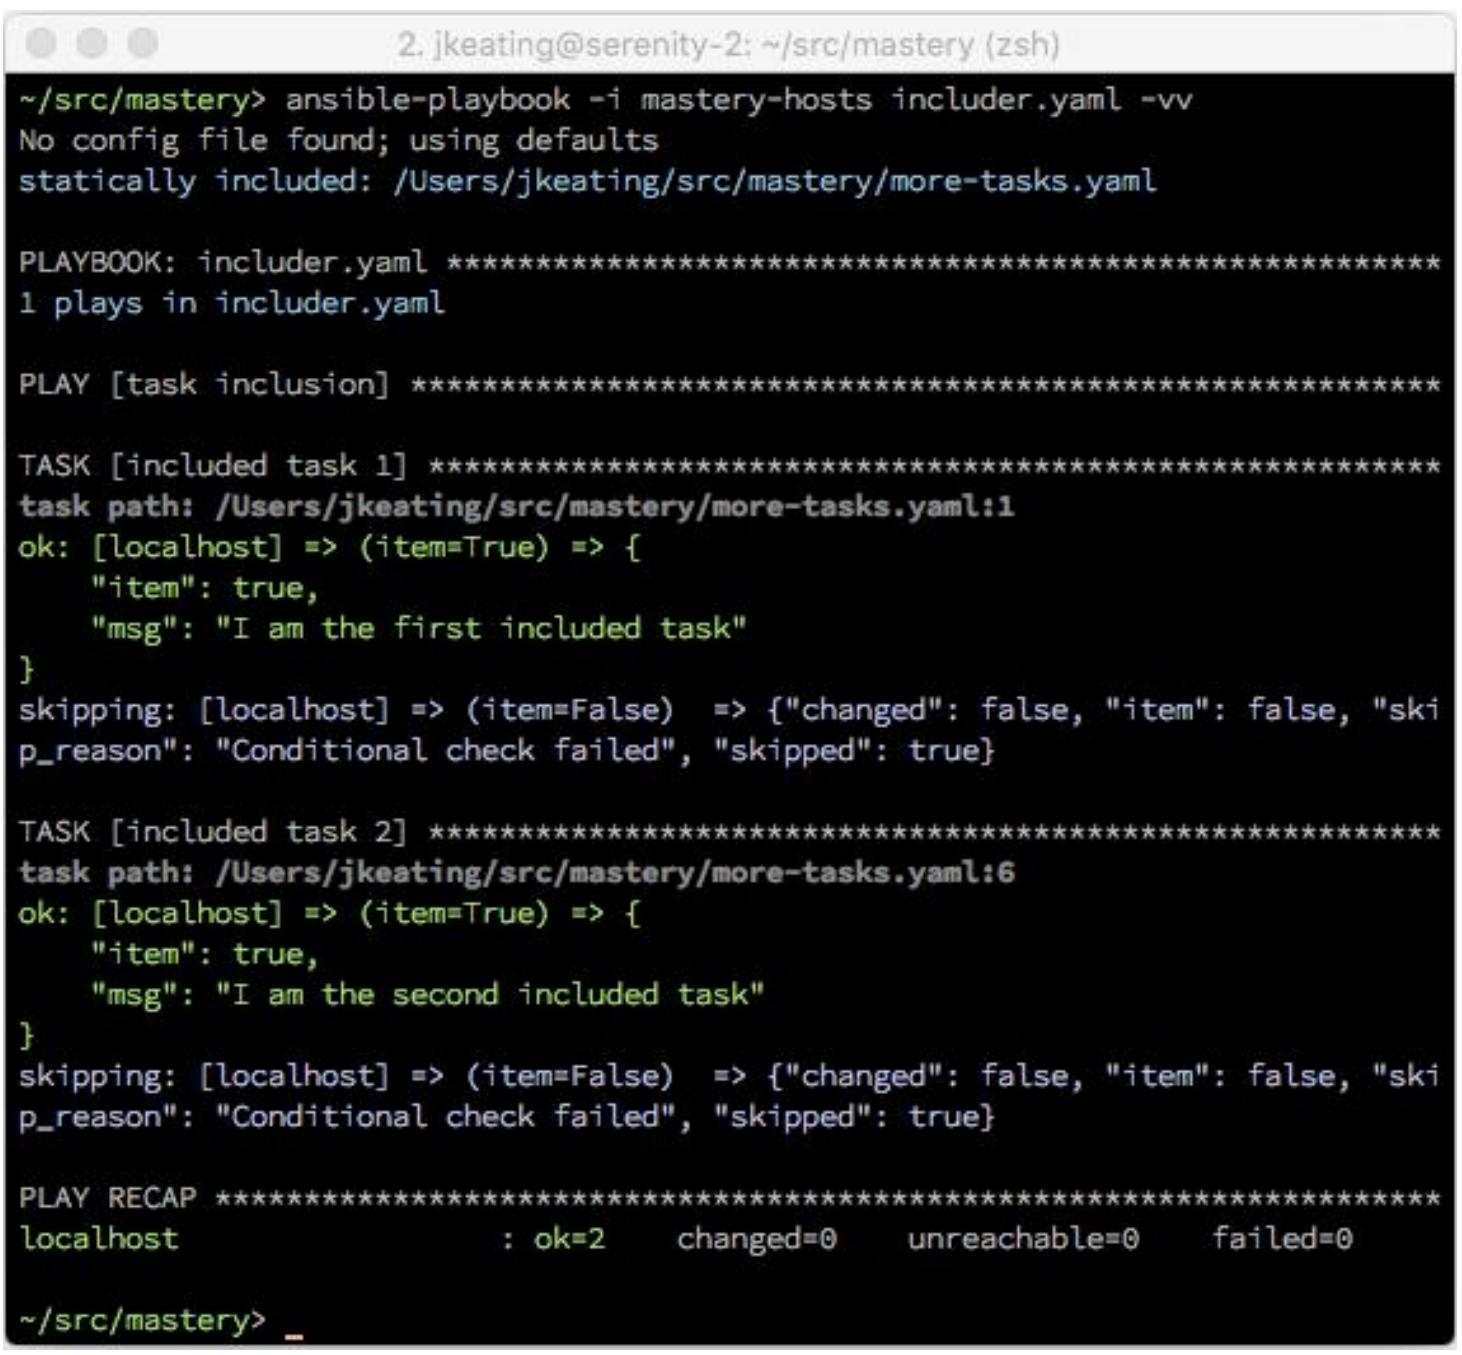 2. jkeating@serenity-2: ~/src/mastery (zsh)
~/src/mastery> ansible-playbook -i mastery-hosts includer.yaml -vv
No config file found; using defaults
statically included: /Users/jkeating/src/mastery/more-tasks.yaml
PLAYBOOK: includer.yaml ********************************************************
1 plays in includer.yaml
PLAY [task inclusion] **********************************************************
TASK [included task 1] *********************************************************
task path: /Users/jkeating/src/mastery/more-tasks.yaml:1
ok: [localhost] => (item=True) => {
    "item": true,
    "msg": "I am the first included task"
}
skipping: [localhost] => (item=False)  => {"changed": false, "item": false, "ski
p_reason": "Conditional check failed", "skipped": true}
TASK [included task 2] *********************************************************
task path: /Users/jkeating/src/mastery/more-tasks.yaml:6
ok: [localhost] => (item=True) => {
    "item": true,
    "msg": "I am the second included task"
}
skipping: [localhost] => (item=False)  => {"changed": false, "item": false, "ski
p_reason": "Conditional check failed", "skipped": true}
PLAY RECAP *********************************************************************
localhost                  : ok=2    changed=0    unreachable=0    failed=0
~/src/mastery> _